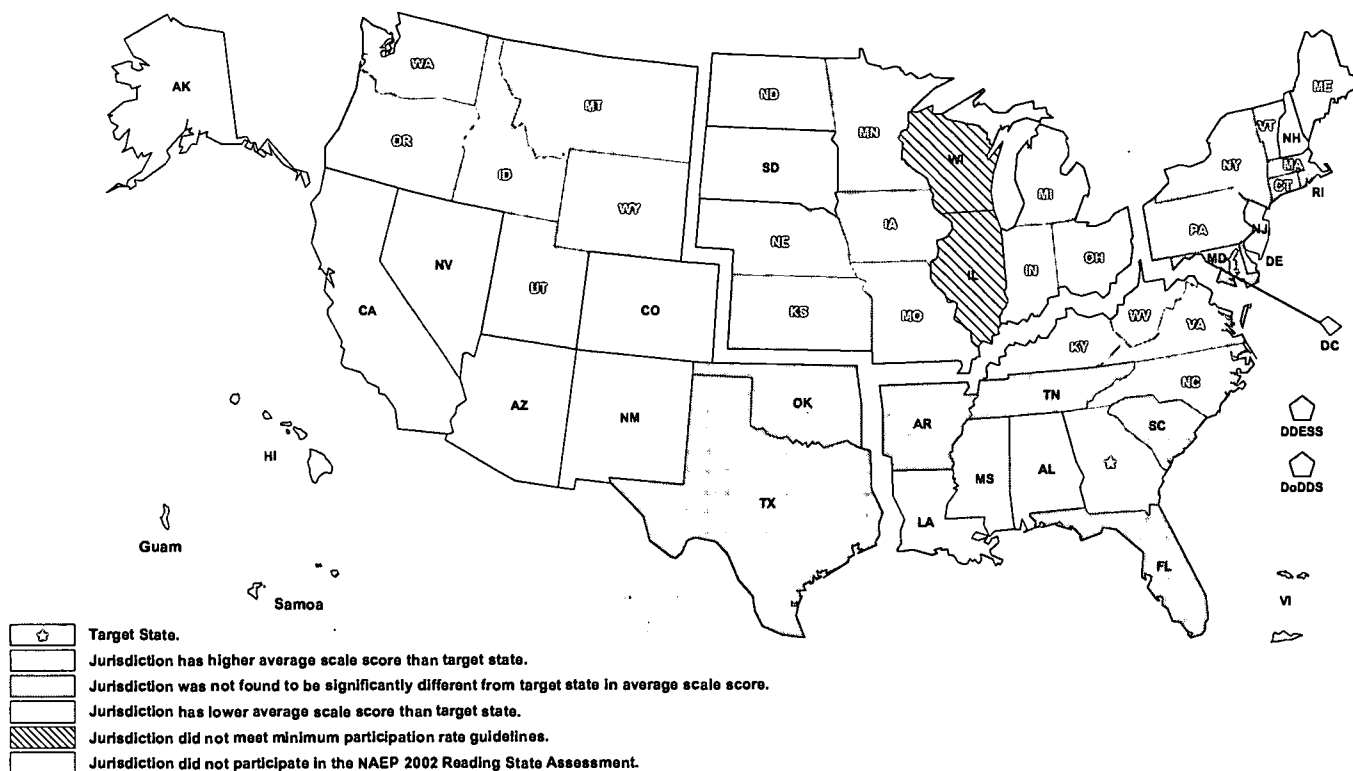 AK
WA
MT
ND
MN
ME
VT
NH
OR
ID
SD
WI
NY
MA
CT
RI
MI
WY
IA
PA
NE
NJ
NV
UT
CO
IL
IN
OH
MD
DE
CA
KS
MO
WV
VA
KY
DC
AZ
NM
OK
AR
TN
NC
SC
DDESS
HI
TX
MS
AL
DoDDS
LA
Guam
FL
Samoa
VI
Target State.
Jurisdiction has higher average scale score than target state.
Jurisdiction was not found to be significantly different from target state in average scale score.
Jurisdiction has lower average scale score than target state.
Jurisdiction did not meet minimum participation rate guidelines.
Jurisdiction did not participate in the NAEP 2002 Reading State Assessment.